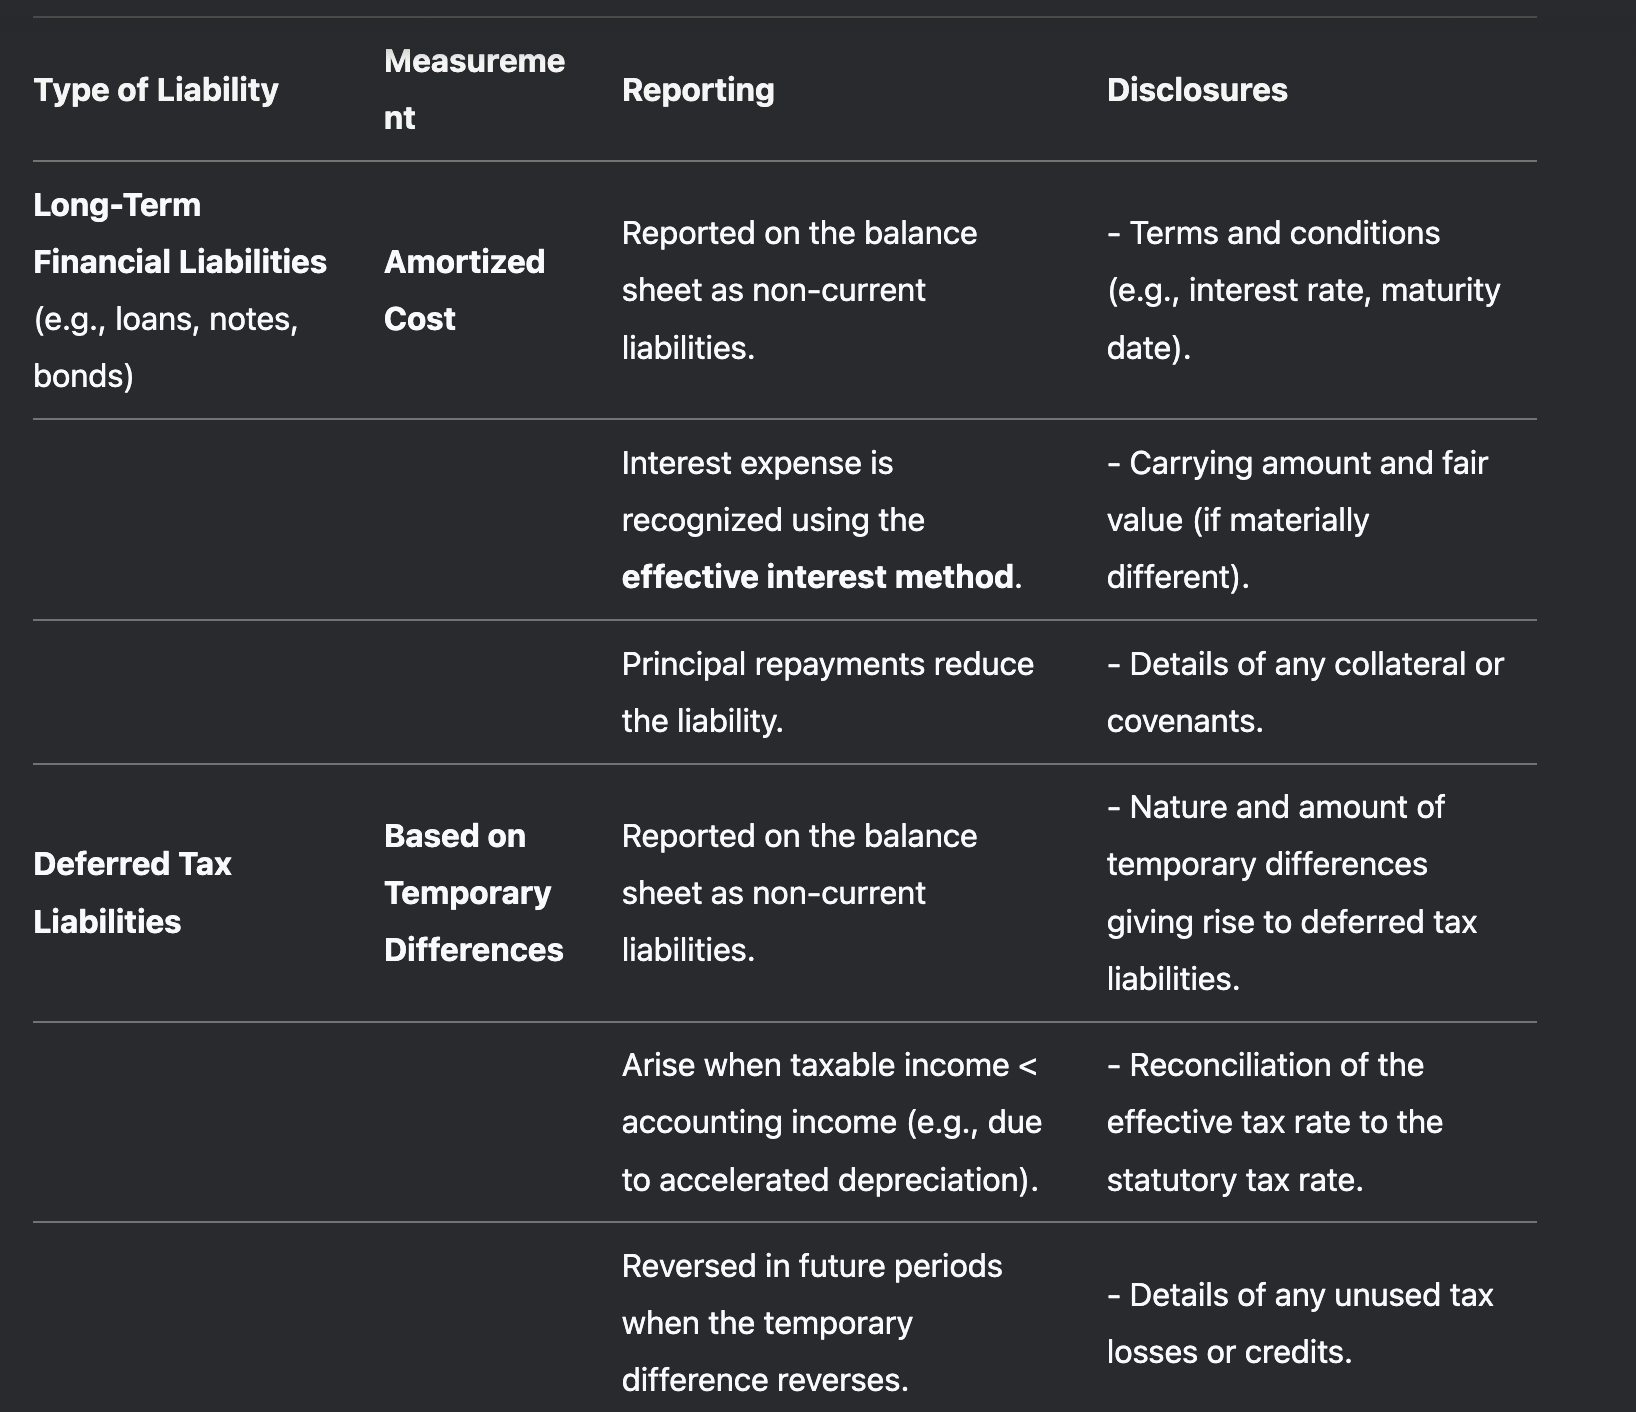 Type of Liability
Measureme
nt
Reporting
Disclosures
Long-Term
Financial Liabilities
(e.g., loans, notes,
bonds)
Amortized
Cost
Reported on the balance
sheet as non-current
liabilities.
- Terms and conditions
(e.g., interest rate, maturity
date).
Interest expense is
recognized using the
effective interest method.
- Carrying amount and fair
value (if materially
different).
Principal repayments reduce
the liability.
- Details of any collateral or
covenants.
Deferred Tax
Liabilities
Based on
Temporary
Differences
Reported on the balance
sheet as non-current
liabilities.
- Nature and amount of
temporary differences
giving rise to deferred tax
liabilities.
Arise when taxable income <
accounting income (e.g., due
to accelerated depreciation).
- Reconciliation of the
effective tax rate to the
statutory tax rate.
Reversed in future periods
when the temporary
difference reverses.
- Details of any unused tax
losses or credits.